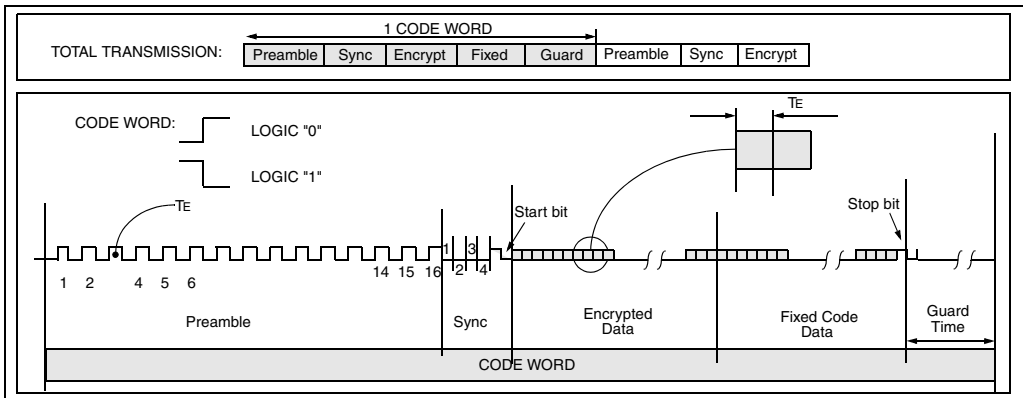 1 CODE WORD
TOTAL TRANSMISSION: Preamble Sync Encrypt Fixed Guard Preamble Sync Encrypt
CODE WORD:
LOGIC "0"
LOGIC "1"
TE
TE
Start bit
Stop bit
1 2 4 5 6 14 15 16
1 3
2 4
Preamble
Sync
Encrypted
Data
Fixed Code
Data
Guard
Time
CODE WORD